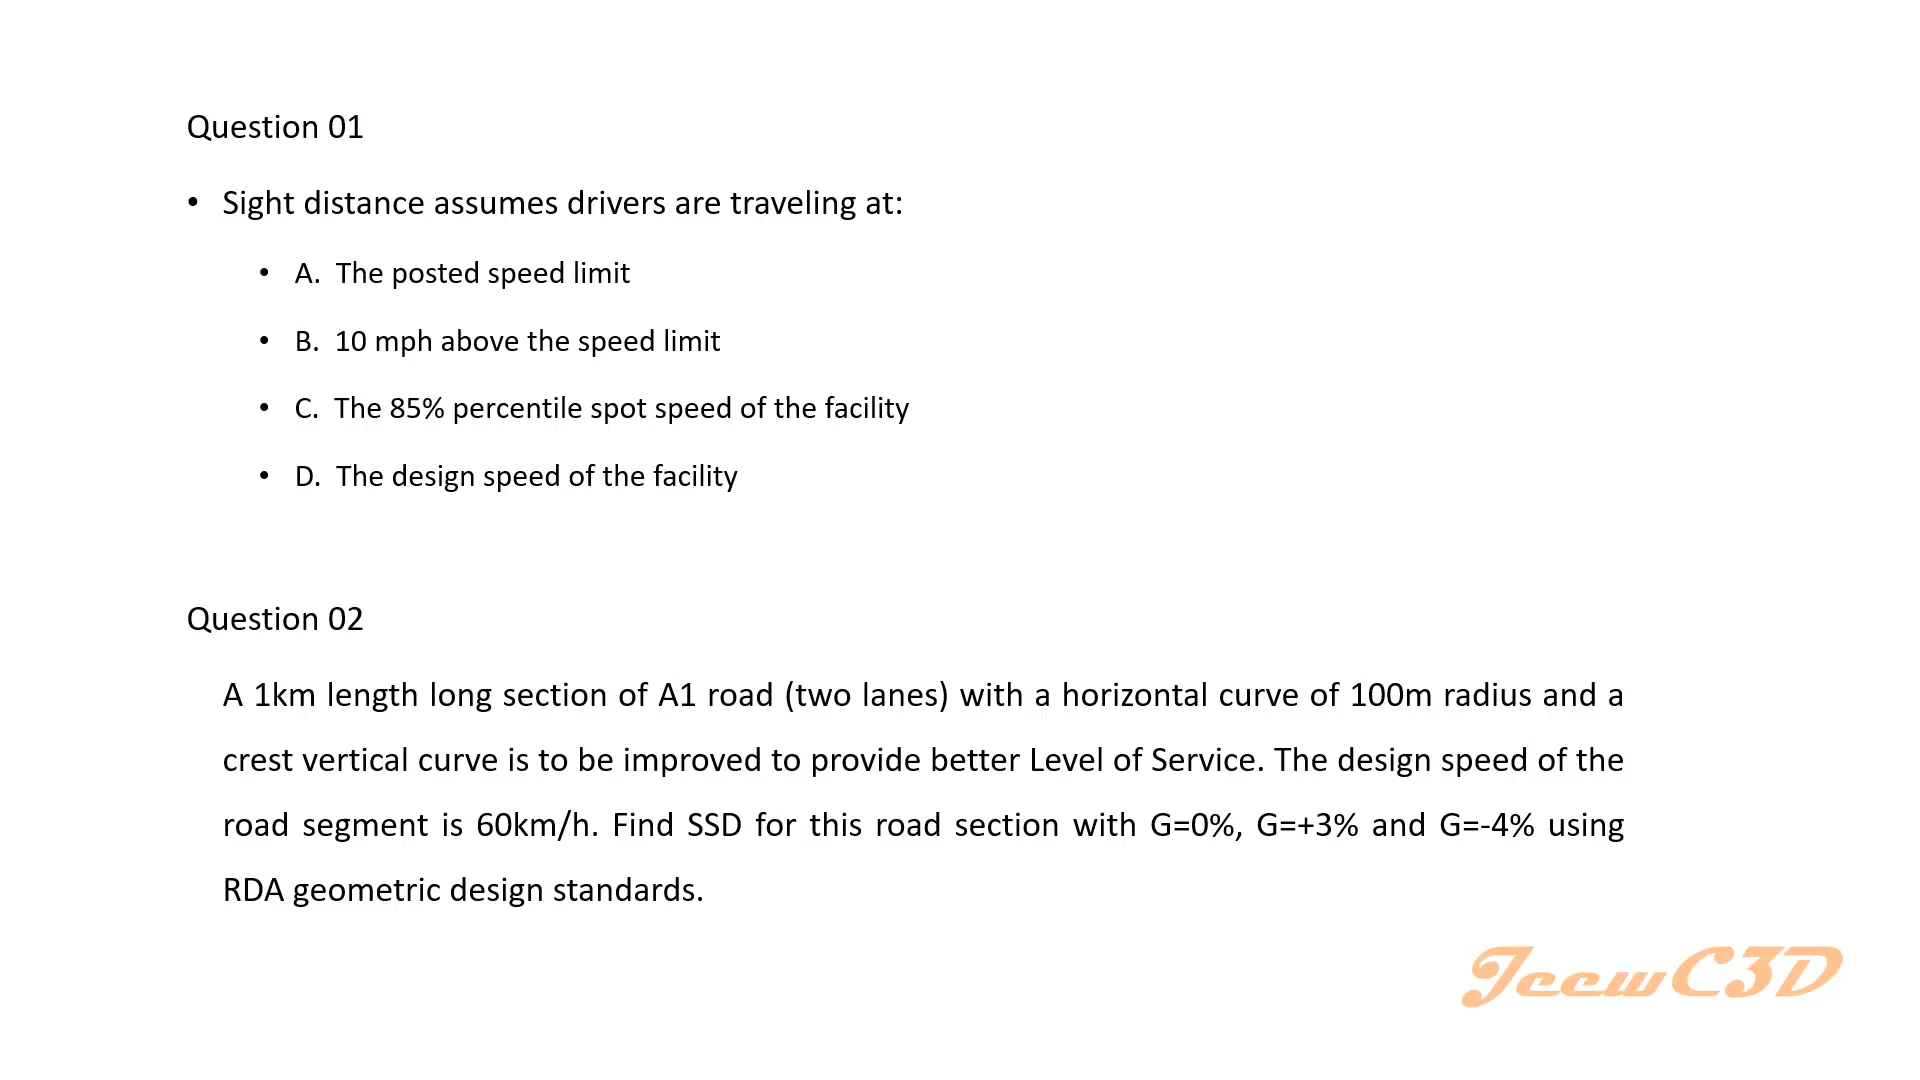 Question 01
• Sight distance assumes drivers are traveling at:
• A. The posted speed limit
• B. 10 mph above the speed limit
• C. The 85% percentile spot speed of the facility
• D. The design speed of the facility
Question 02
A 1km length long section of A1 road (two lanes) with a horizontal curve of 100m radius and a
crest vertical curve is to be improved to provide better Level of Service. The design speed of the
road segment is 60km/h. Find SSD for this road section with G=0%, G=+3% and G=-4% using
RDA geometric design standards.
JeewC3D